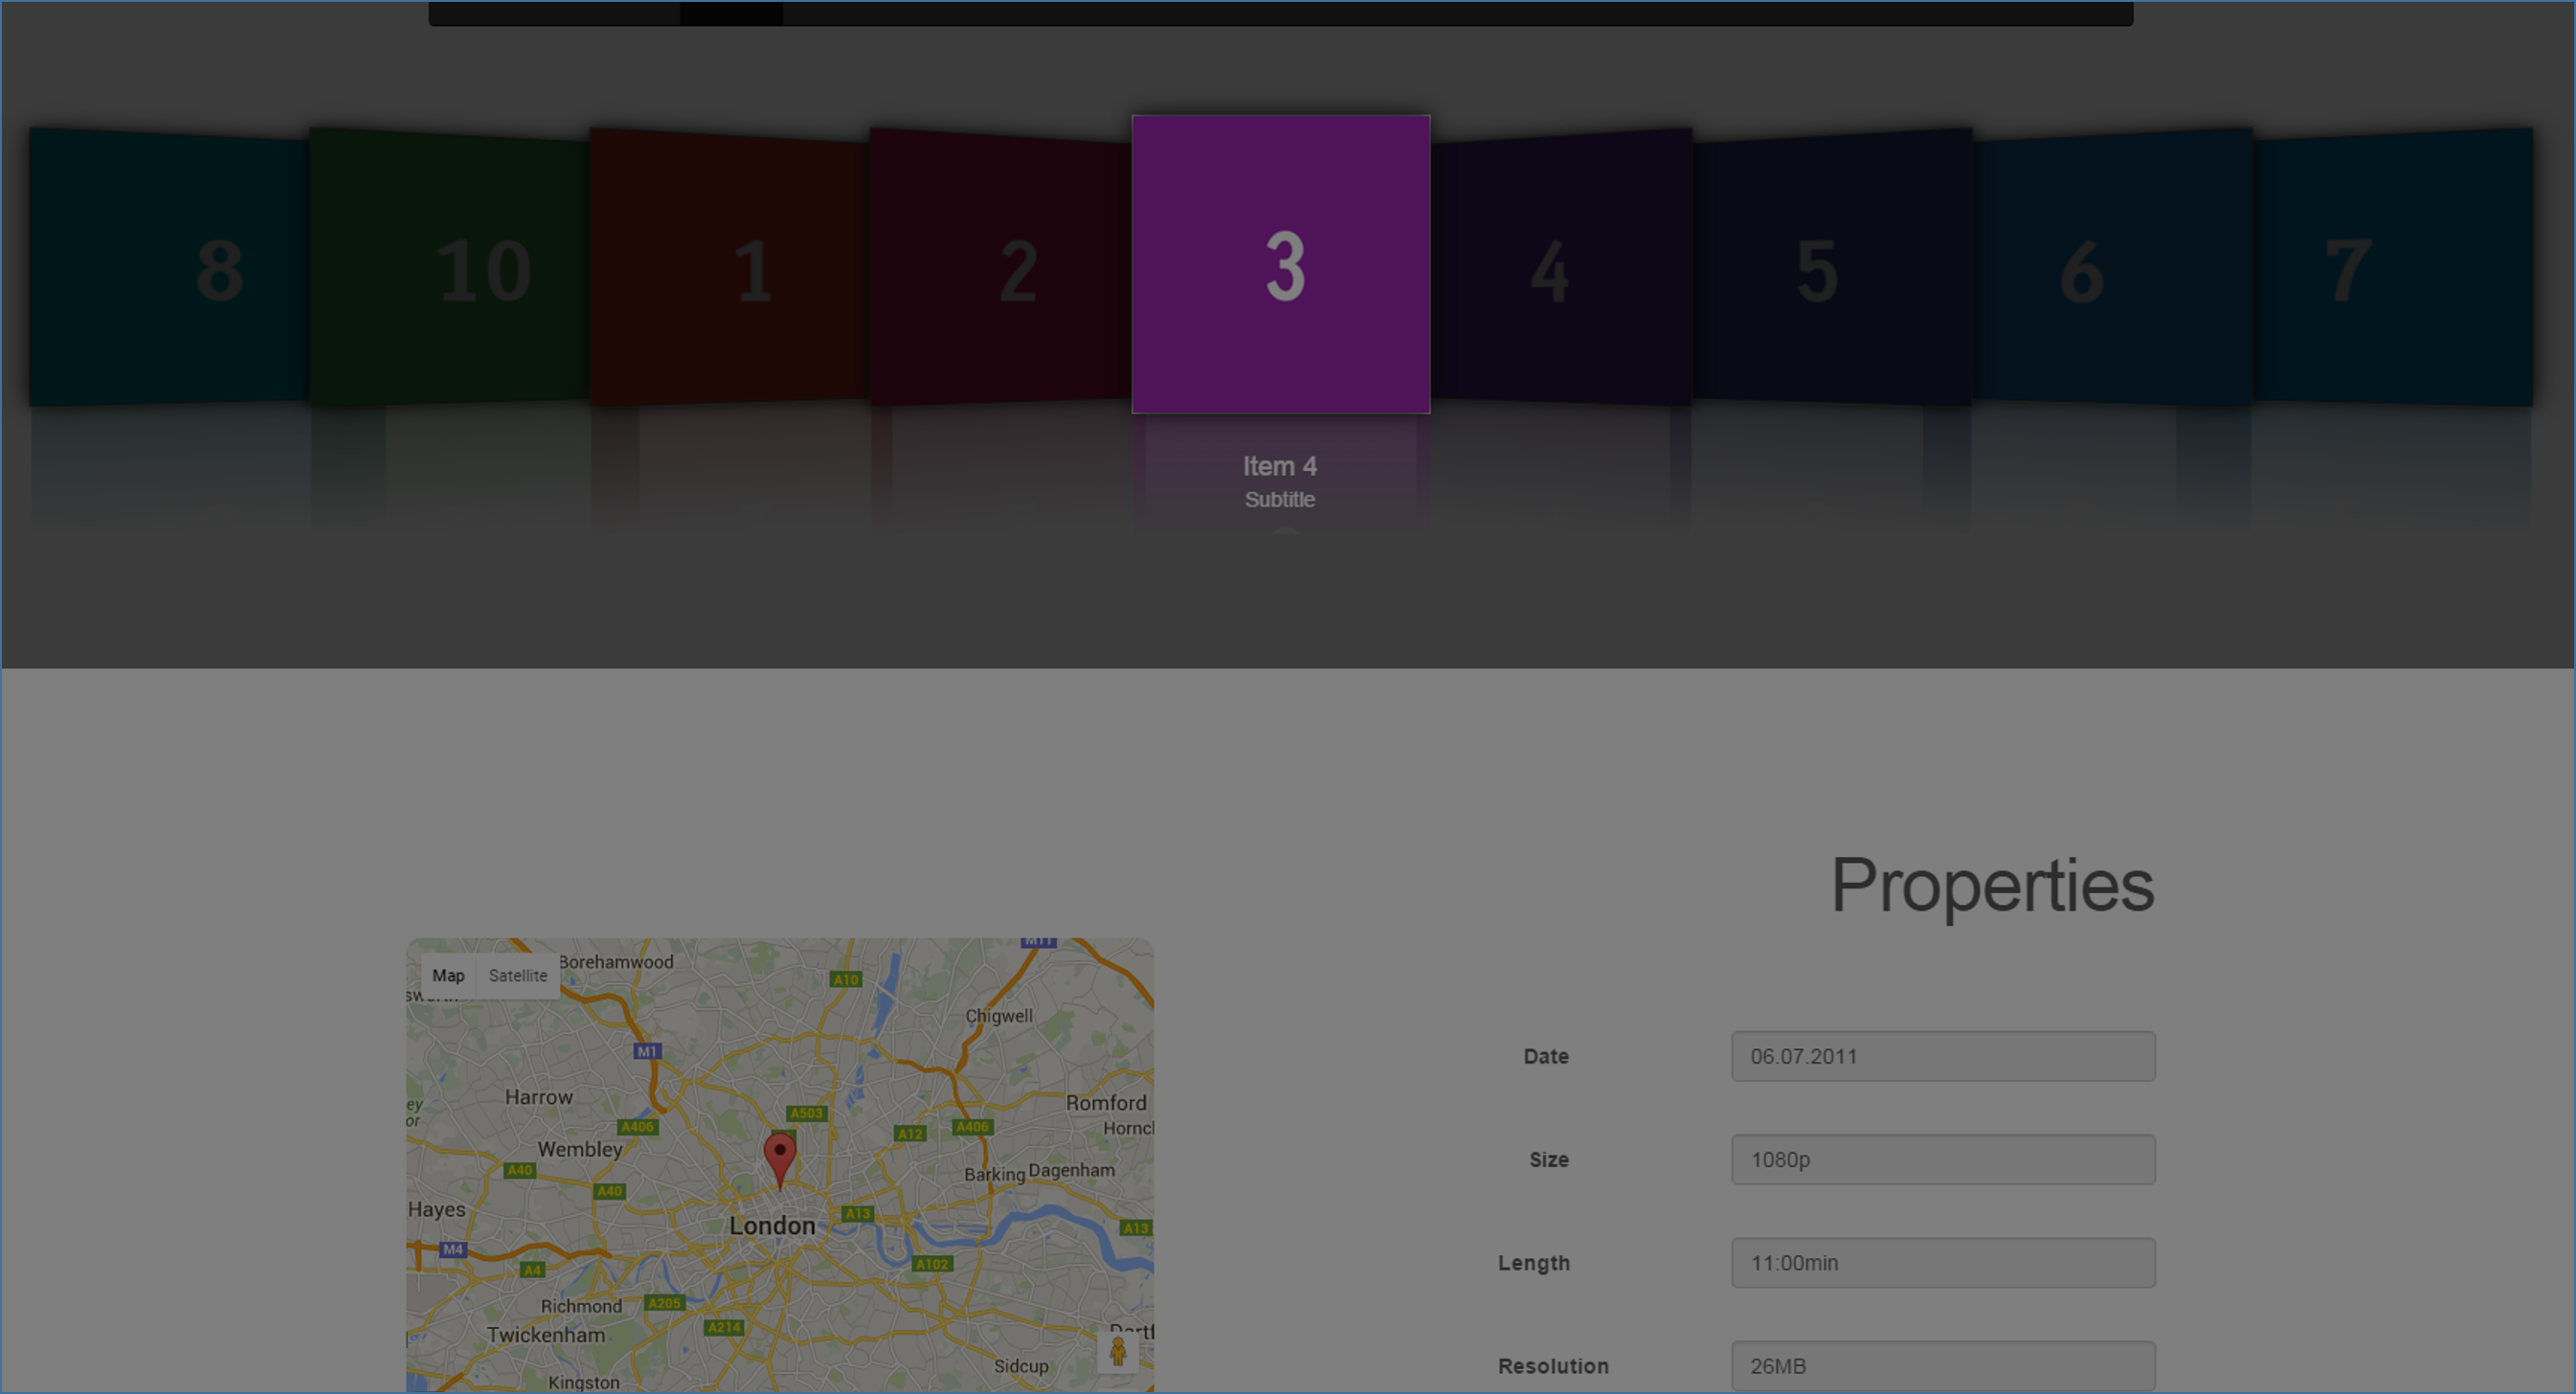 8 10 1 2 3 4 5 6 7
Item 4
Subtitle
Properties
Map Satellite
Borehamwood
M11
A10
Chigwell
M1
Harrow
A503
Romford
A406
A12
A406
Wembley
A40
Barking
Dagenham
A40
Hayes
London
A13
A13
M4
A4
A102
Richmond
A205
Twickenham
A214
Sidcup
Kingston
Date 06.07.2011
Size 1080p
Length 11:00min
Resolution 26MB